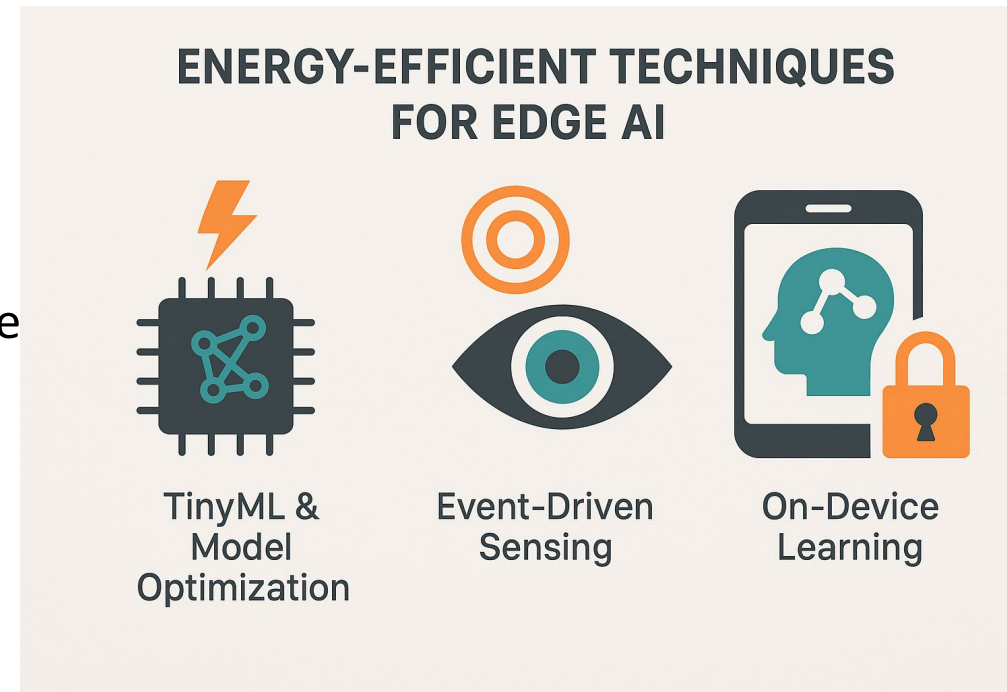 ENERGY-EFFICIENT TECHNIQUES
FOR EDGE AI
e
TinyML &
Model
Optimization
Event-Driven
Sensing
On-Device
Learning